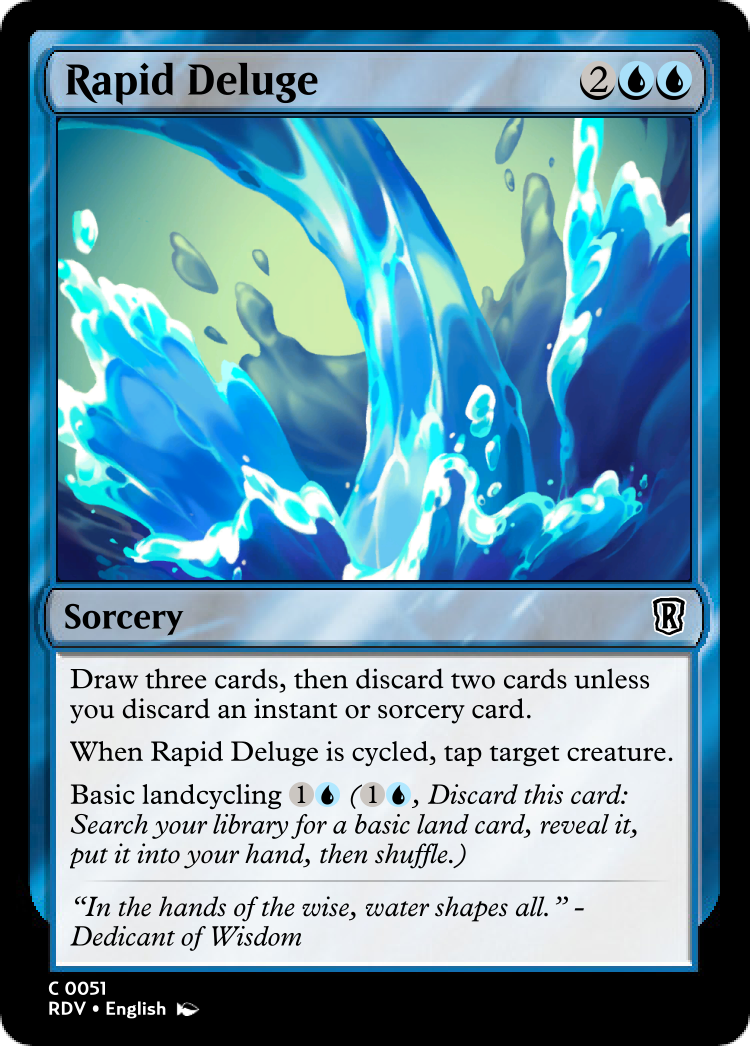 Rapid Deluge 2
Sorcery R
Draw three cards, then discard two cards unless
you discard an instant or sorcery card.
When Rapid Deluge is cycled, tap target creature.
Basic landcycling 1 (1 , Discard this card:
Search your library for a basic land card, reveal it,
put it into your hand, then shuffle.)
“In the hands of the wise, water shapes all.” -
Dedicant of Wisdom
C 0051
RDV • English